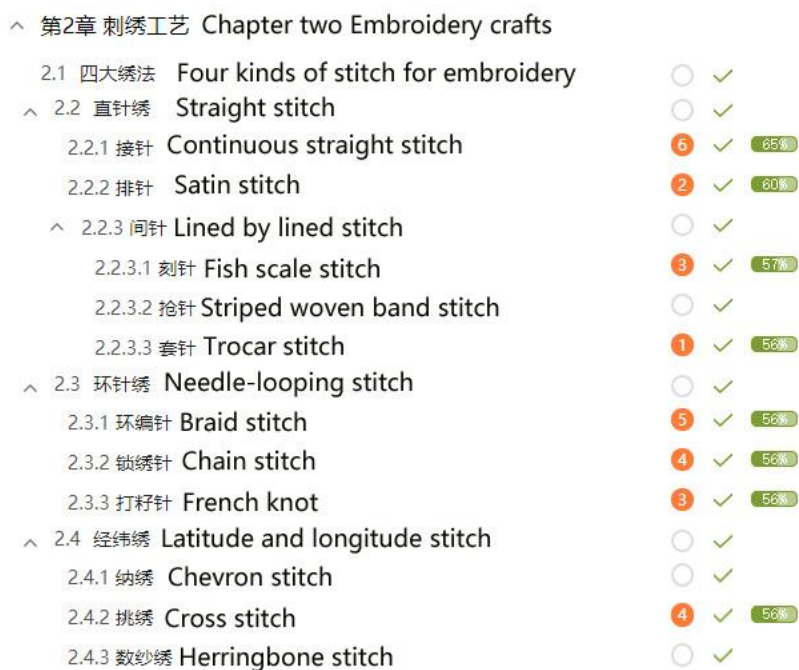 第2章 刺绣工艺 Chapter two Embroidery crafts
2.1 四大绣法 Four kinds of stitch for embroidery
2.2 直针绣 Straight stitch
2.2.1 接针 Continuous straight stitch 6 65%
2.2.2 排针 Satin stitch 2 60%
2.2.3 间针 Lined by lined stitch
2.2.3.1 刻针 Fish scale stitch 3 57%
2.2.3.2 抢针 Striped woven band stitch
2.2.3.3 套针 Trocar stitch 1 56%
2.3 环针绣 Needle-looping stitch
2.3.1 环编针 Braid stitch 5 56%
2.3.2 锁绣针 Chain stitch 4 56%
2.3.3 打籽针 French knot 3 56%
2.4 经纬绣 Latitude and longitude stitch
2.4.1 纳绣 Chevron stitch
2.4.2 挑绣 Cross stitch 4 56%
2.4.3 数纱绣 Herringbone stitch